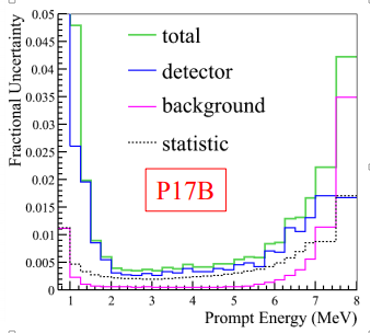 Fractional Uncertainty
0.05
0.045
0.04
0.035
0.03
0.025
0.02
0.015
0.01
0.005
0
total
detector
background
statistic
P17B
1 2 3 4 5 6 7 8
Prompt Energy (MeV)